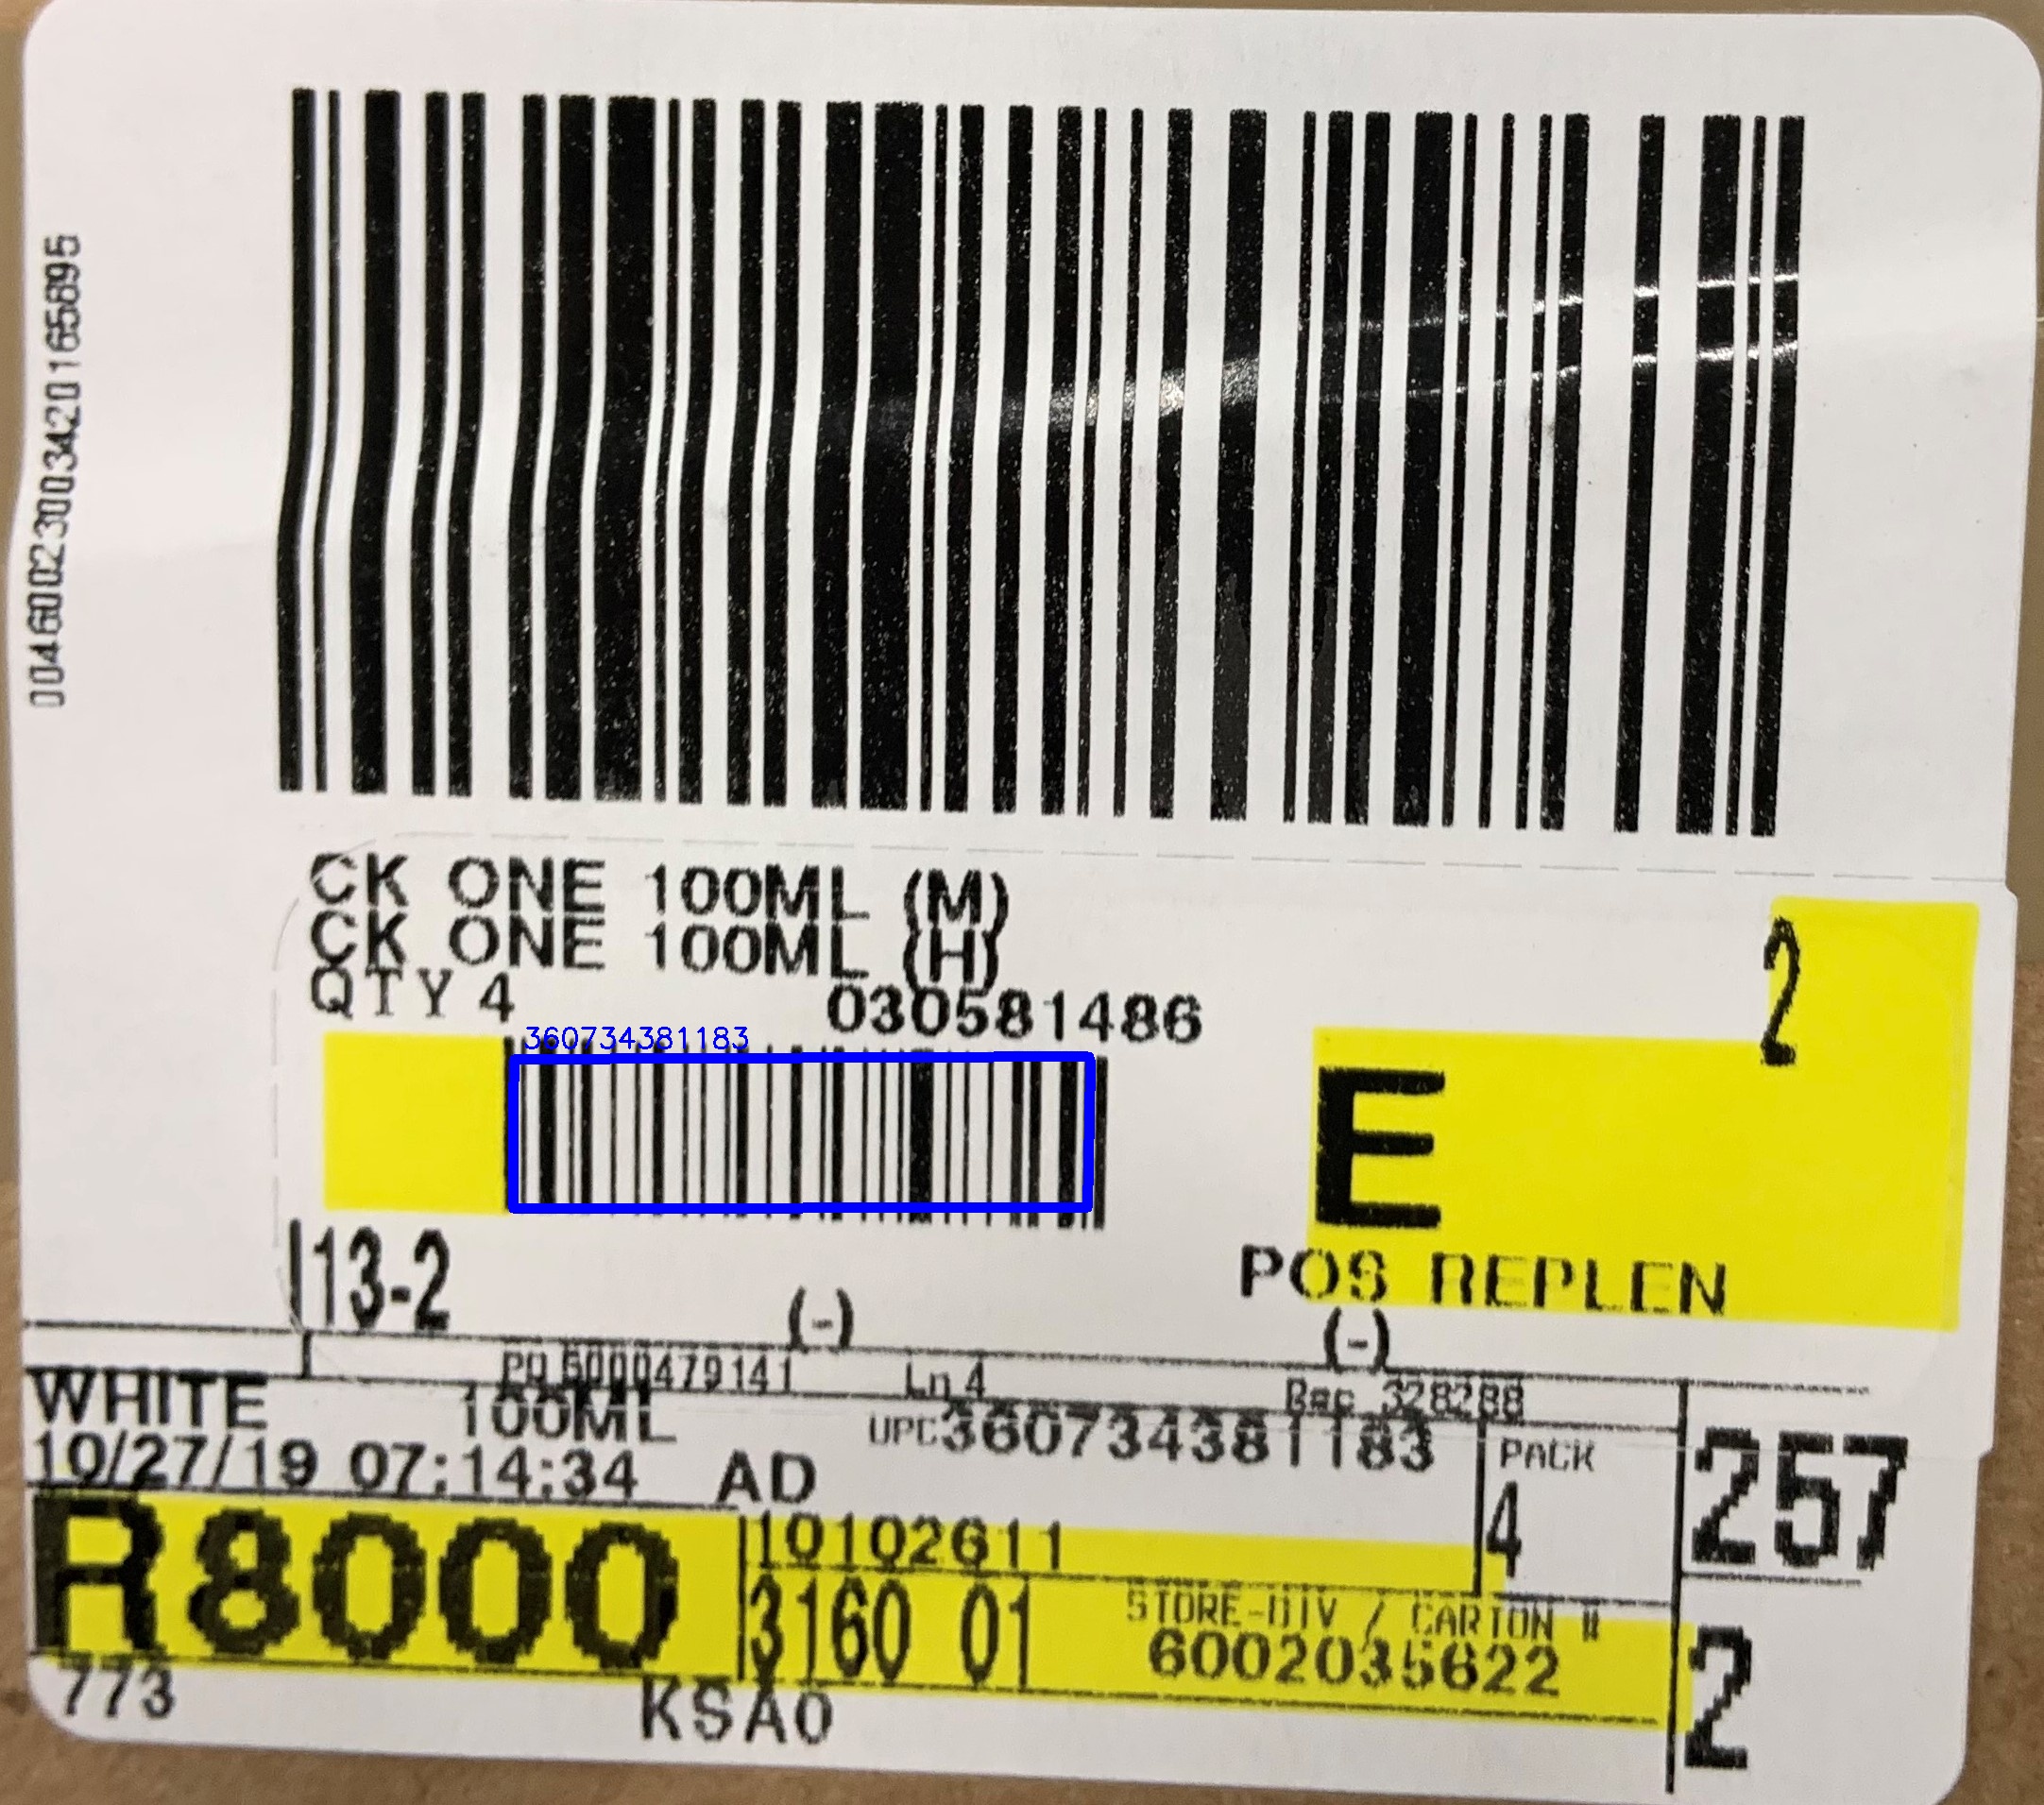 00460023003420165895
CK ONE 100ML (M)
CK ONE 100ML (H)
QTY 4 030581486
2
360734381183
E
113-2
POS REPLEN
(-) (-)
PO 6000479141 Ln 4 Rec 328288
WHITE 100ML UPC 360734381183
10/27/19 07:14:34 AD
PACK
4
257
R8000
10102611
3160 01
STORE-DIV / CARTON #
6002035622
2
773 KSA0